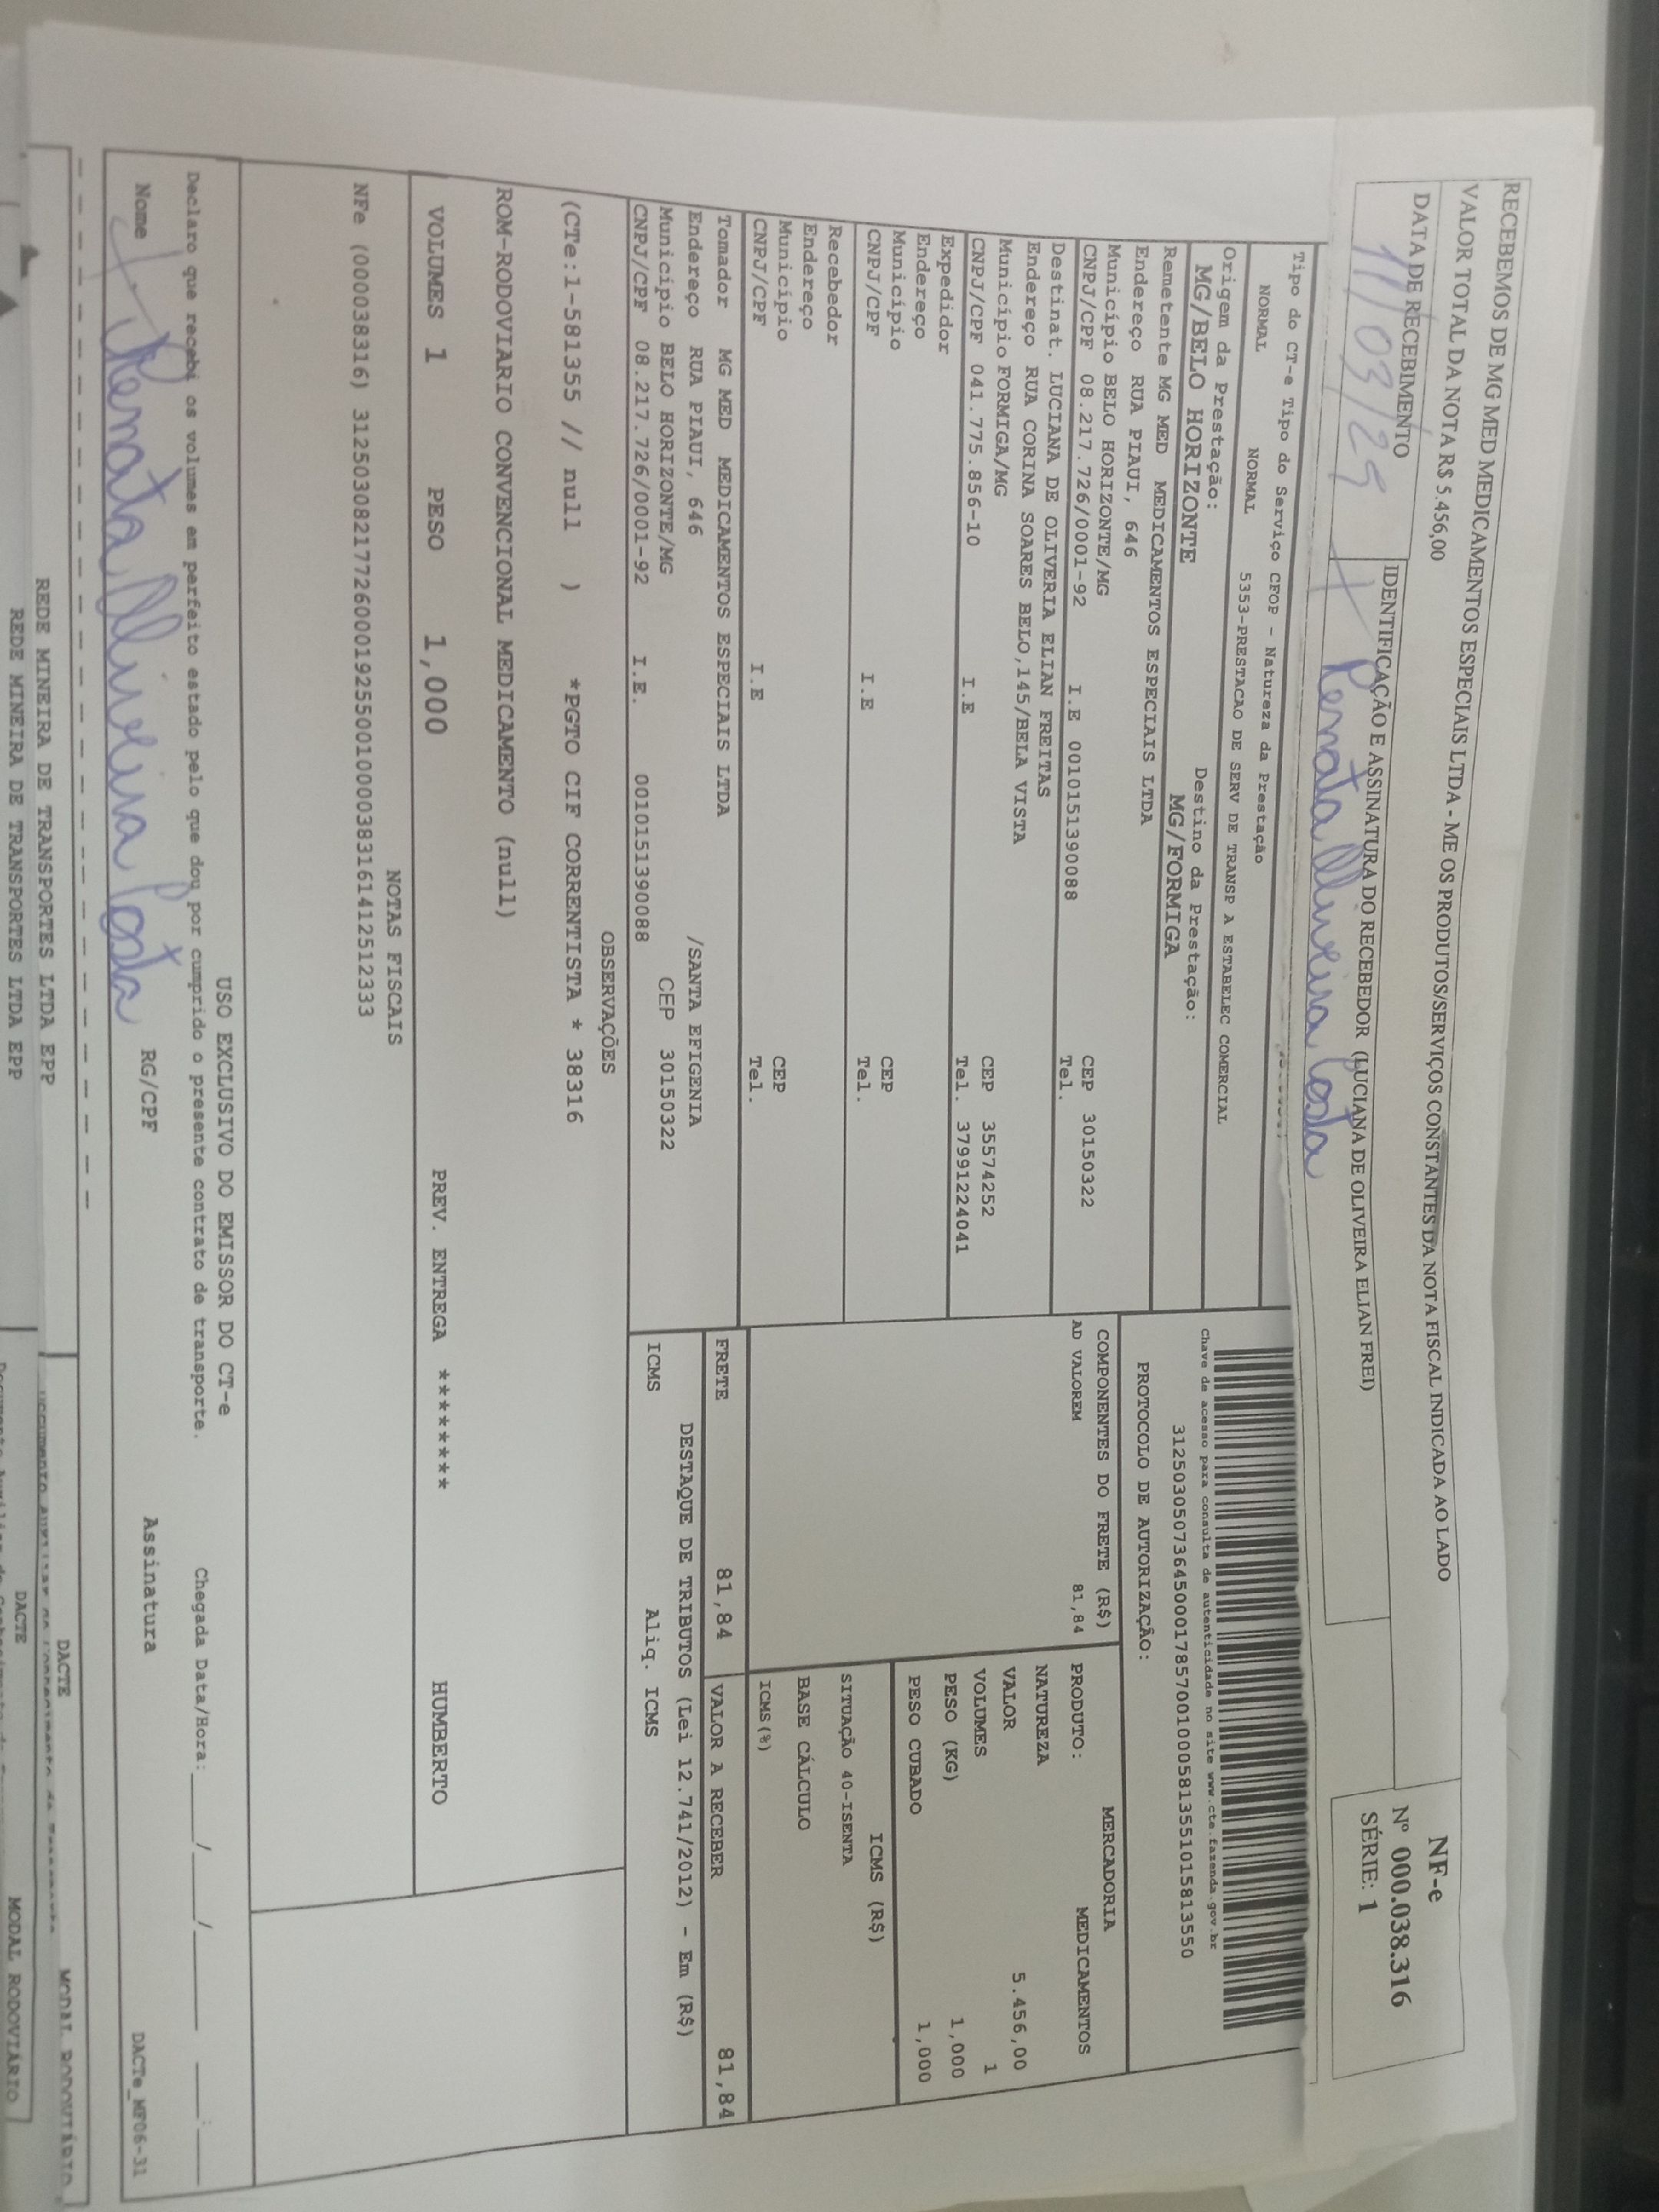 RECEBEMOS DE MG MED MEDICAMENTOS ESPECIAIS LTDA - ME OS PRODUTOS/SERVIÇOS CONSTANTES DA NOTA FISCAL INDICADA AO LADO
VALOR TOTAL DA NOTA R$ 5.456,00
DATA DE RECEBIMENTO
IDENTIFICAÇÃO E ASSINATURA DO RECEBEDOR (LUCIANA DE OLIVEIRA ELIAN FREI)
Renata Oliveira Costa
NF-e
Nº 000.038.316
SÉRIE: 1
Tipo do CT-e Tipo do Serviço CFOP - Natureza da Prestação
NORMAL NORMAL 5353-PRESTACAO DE SERV DE TRANSP A ESTABELEC COMERCIAL
Origem da Prestação: Destino da Prestação:
MG/BELO HORIZONTE MG/FORMIGA
Remetente MG MED MEDICAMENTOS ESPECIAIS LTDA
Endereço RUA PIAUI, 646
Município BELO HORIZONTE/MG CEP 30150322
CNPJ/CPF 08.217.726/0001-92 I.E 0010151390088 Tel.
Destinat. LUCIANA DE OLIVERIA ELIAN FREITAS
Endereço RUA CORINA SOARES BELO,145/BELA VISTA
Município FORMIGA/MG CEP 35574252
CNPJ/CPF 041.775.856-10 I.E Tel. 37991224041
Expedidor
Endereço
Município CEP
CNPJ/CPF I.E Tel.
Recebedor
Endereço
Município CEP
CNPJ/CPF I.E Tel.
Tomador MG MED MEDICAMENTOS ESPECIAIS LTDA
Endereço RUA PIAUI, 646 /SANTA EFIGENIA
Município BELO HORIZONTE/MG CEP 30150322
CNPJ/CPF 08.217.726/0001-92 I.E. 0010151390088
Chave de acesso para consulta de autenticidade no site www.cte.fazenda.gov.br
31250305073645000178570010005813551015813550
PROTOCOLO DE AUTORIZAÇÃO:
COMPONENTES DO FRETE (R$)
AD VALOREM 81,84
MERCADORIA
PRODUTO: MEDICAMENTOS
NATUREZA
VALOR 5.456,00
VOLUMES 1
PESO (KG) 1,000
PESO CUBADO 1,000
ICMS (R$)
SITUAÇÃO 40-ISENTA
BASE CÁLCULO
ICMS(%)
FRETE 81,84 VALOR A RECEBER 81,84
DESTAQUE DE TRIBUTOS (Lei 12.741/2012) - Em (R$)
ICMS Aliq. ICMS
OBSERVAÇÕES
(CTe:1-581355 // null ) *PGTO CIF CORRENTISTA * 38316
ROM-RODOVIARIO CONVENCIONAL MEDICAMENTO (null)
VOLUMES 1 PESO 1,000 PREV. ENTREGA ******** HUMBERTO
NOTAS FISCAIS
NFe (000038316) 31250308217726000192550010000383161412512333
USO EXCLUSIVO DO EMISSOR DO CT-e
Declaro que recebi os volumes em perfeito estado pelo que dou por cumprido o presente contrato de transporte. Chegada Data/Hora:____/____/____ ___:___
Nome Renata Oliveira Costa RG/CPF Assinatura DACTe_MF06-31
REDE MINEIRA DE TRANSPORTES LTDA EPP DACTE MODAL RODOVIÁRIO
REDE MINEIRA DE TRANSPORTES LTDA EPP DACTE MODAL RODOVIÁRIO